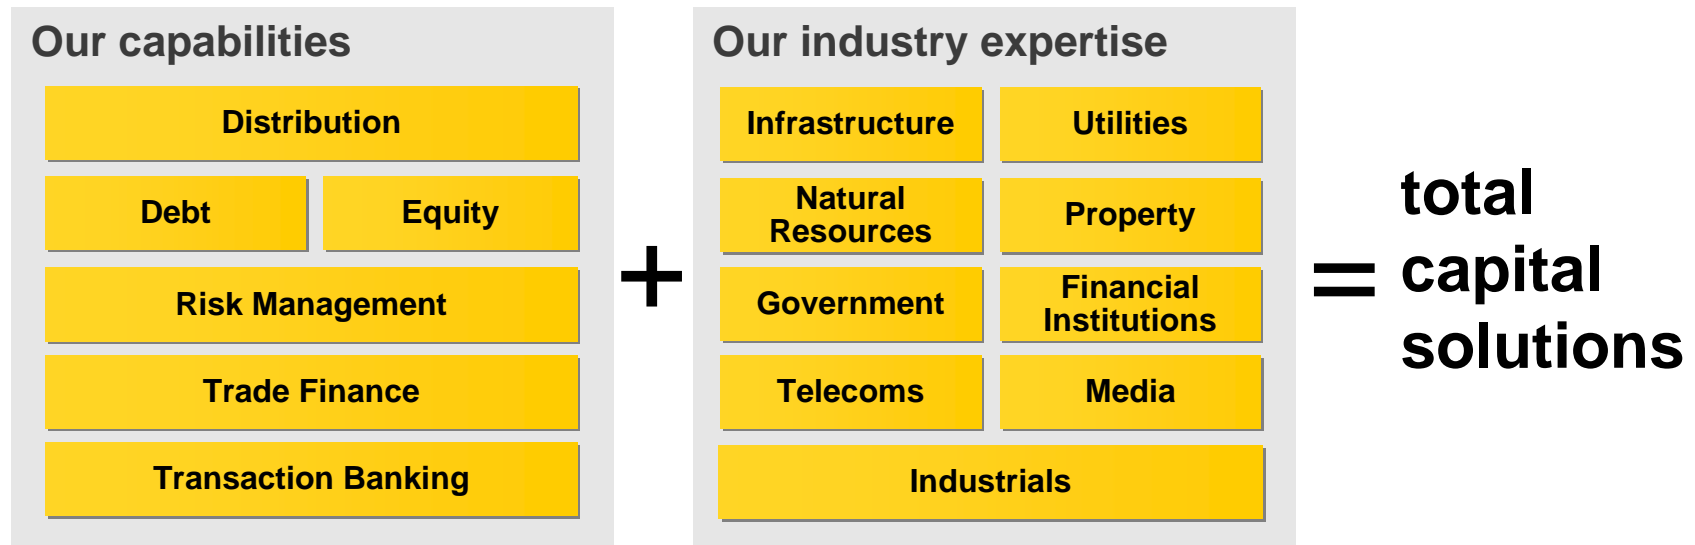 Our capabilities
Distribution
Debt
Equity
Risk Management
Trade Finance
Transaction Banking
+
Our industry expertise
Infrastructure
Utilities
Natural
Resources
Property
Government
Financial
Institutions
Telecoms
Media
Industrials
=
total
capital
solutions